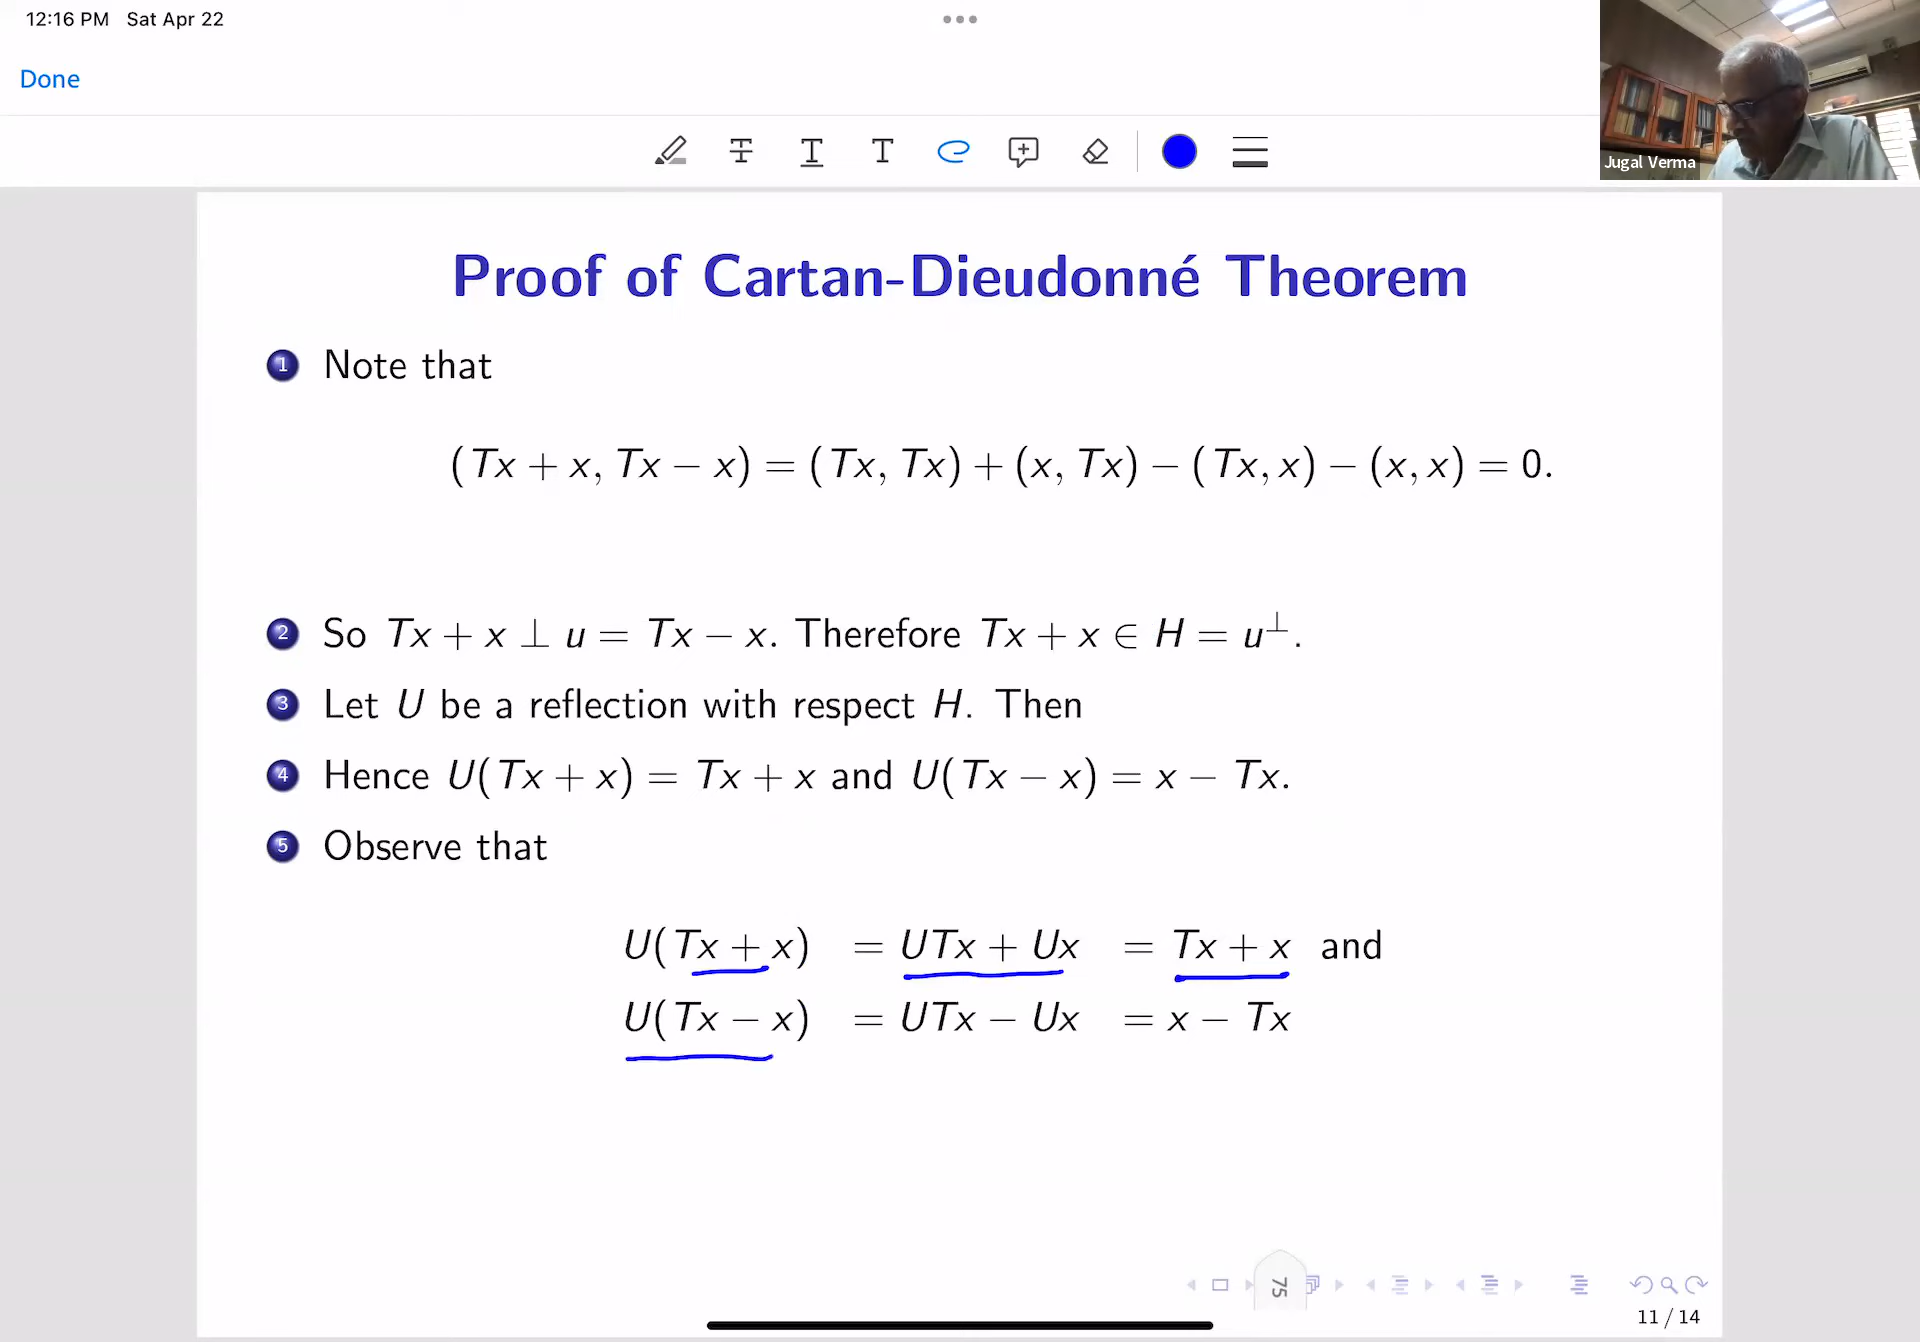 12:16 PM Sat Apr 22
Done
Jugal Verma
Proof of Cartan-Dieudonné Theorem
1 Note that
(Tx + x, Tx − x) = (Tx, Tx) + (x, Tx) − (Tx, x) − (x, x) = 0.
2 So Tx + x ⊥ u = Tx − x. Therefore Tx + x ∈ H = u⊥.
3 Let U be a reflection with respect H. Then
4 Hence U(Tx + x) = Tx + x and U(Tx − x) = x − Tx.
5 Observe that
U(Tx + x) = UTx + Ux = Tx + x and
U(Tx − x) = UTx − Ux = x − Tx
75
11 / 14